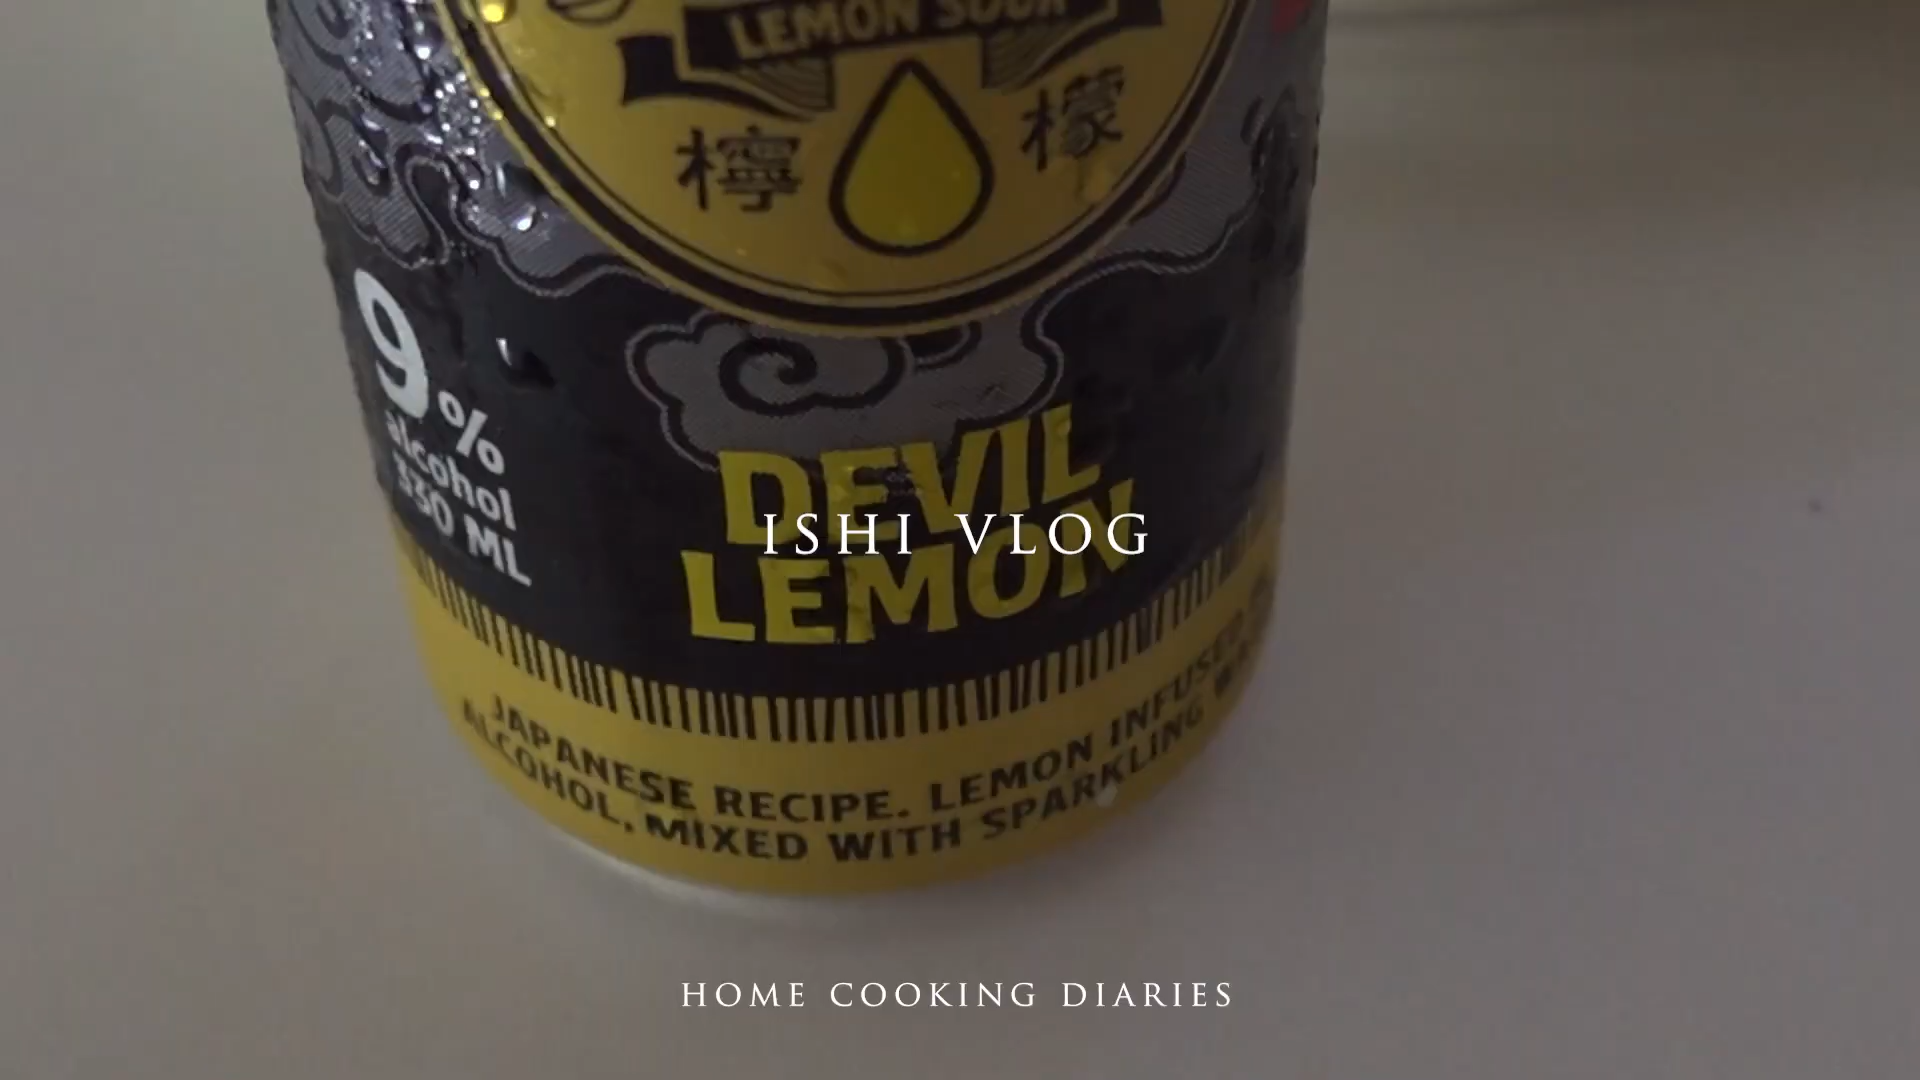 LEMON SOUR
檸 檬
9%
alcohol
330 ML
DEVIL
LEMON
ISHI VLOG
JAPANESE RECIPE. LEMON INFUSED
ALCOHOL, MIXED WITH SPARKLING
HOME COOKING DIARIES